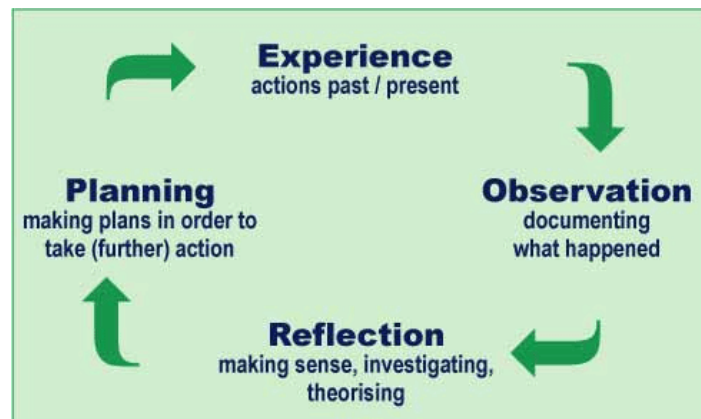 Experience
actions past / present
Observation
documenting
what happened
Reflection
making sense, investigating,
theorising
Planning
making plans in order to
take (further) action